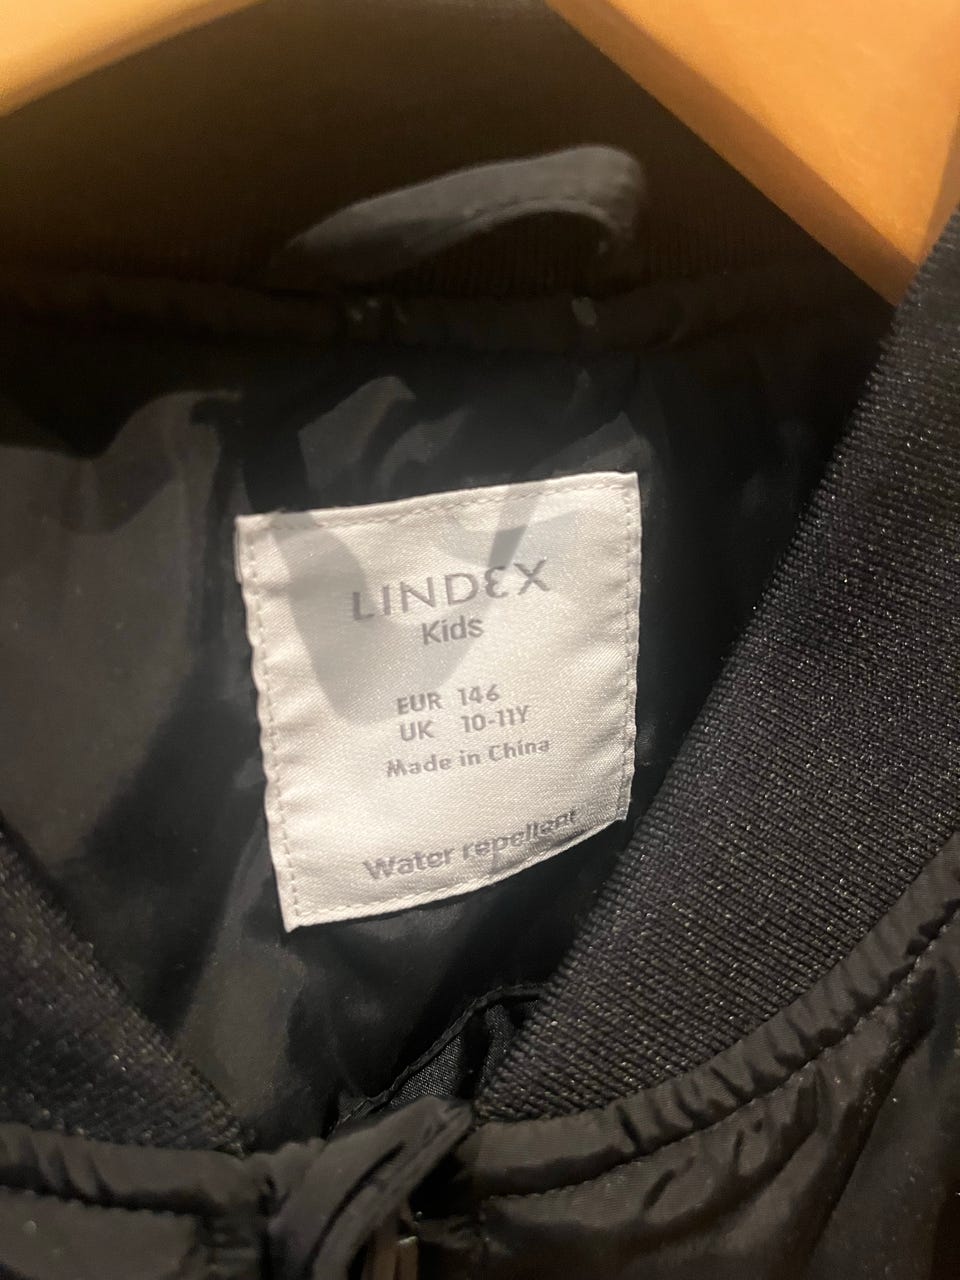 LINDEX
Kids
EUR 146
UK 10-11Y
Made in China
Water repellent